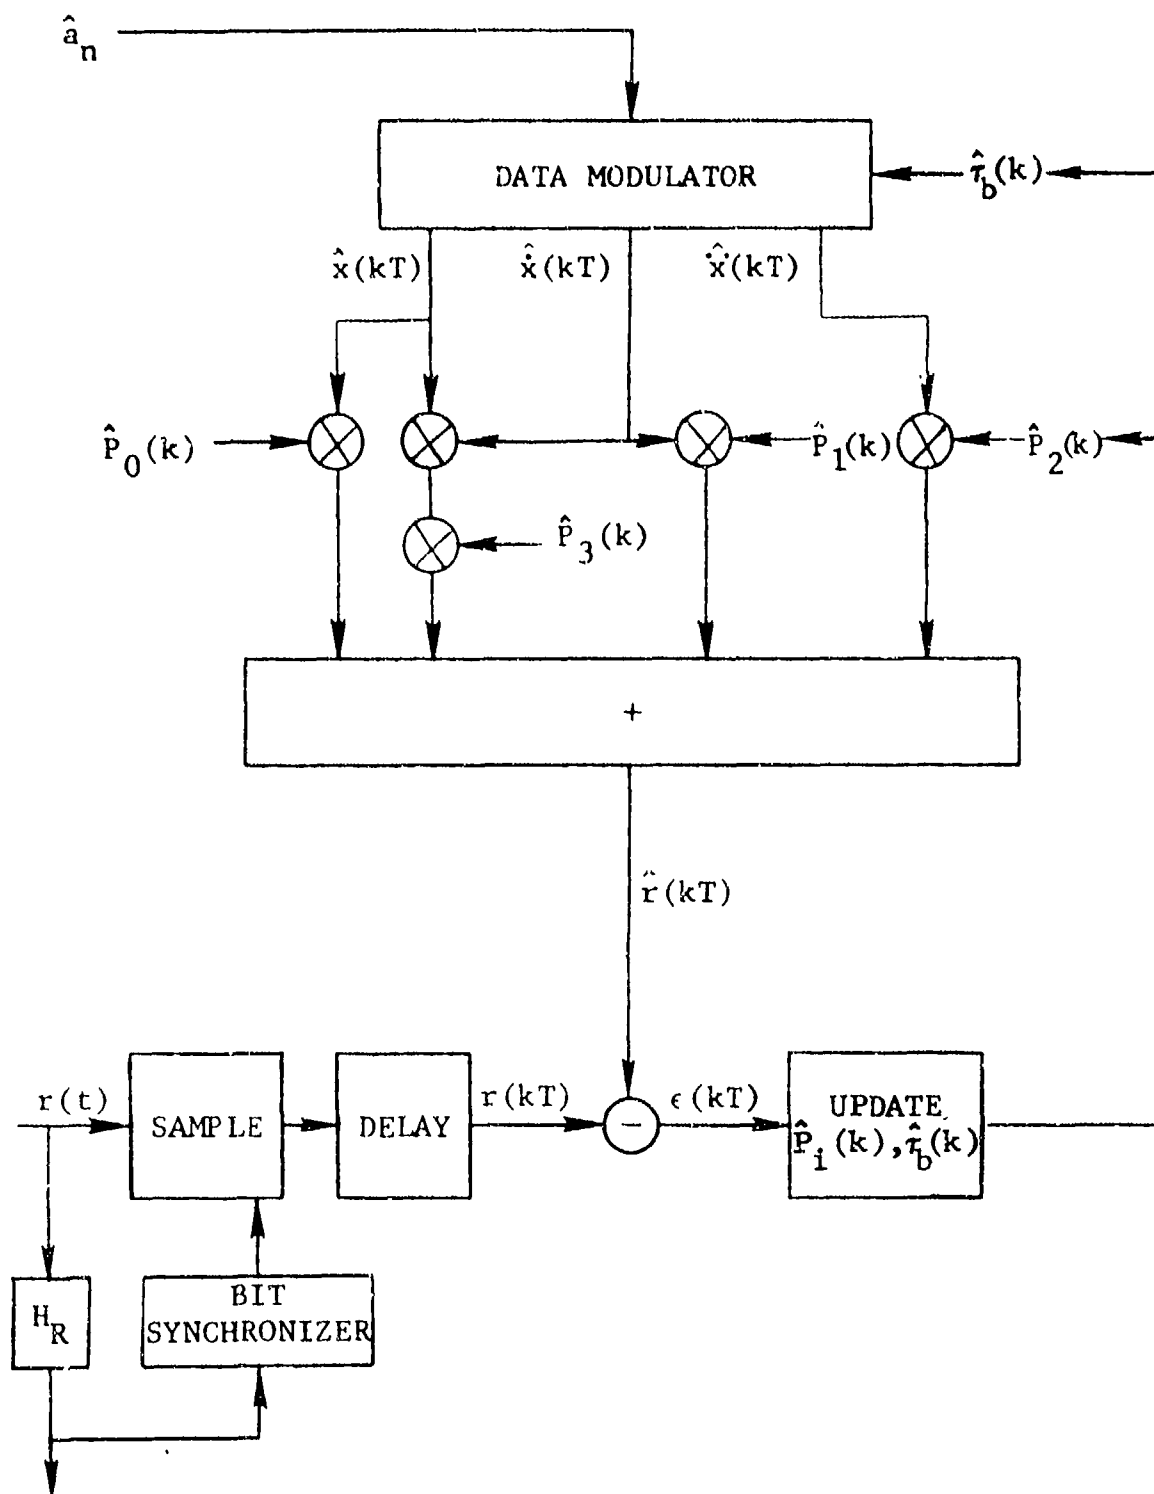 â_n
DATA MODULATOR
τ̂_b(k)
x̂(kT)
ẋ̂(kT)
ẍ̂(kT)
P̂_0(k)
P̂_1(k)
P̂_2(k)
P̂_3(k)
+
r̂(kT)
r(t)
SAMPLE
DELAY
r(kT)
-
ϵ(kT)
UPDATE
P̂_i(k),τ̂_b(k)
H_R
BIT
SYNCHRONIZER